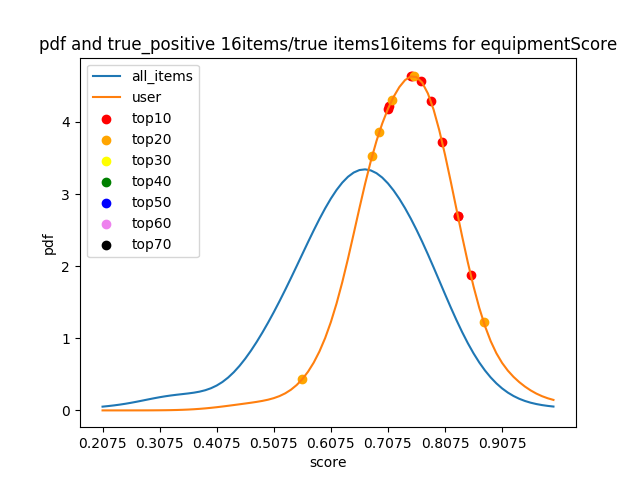 pdf and true_positive 16items/true items16items for equipmentScore
all_items
user
top10
top20
top30
top40
top50
top60
top70
pdf
4
3
2
1
0
0.2075 0.3075 0.4075 0.5075 0.6075 0.7075 0.8075 0.9075
score